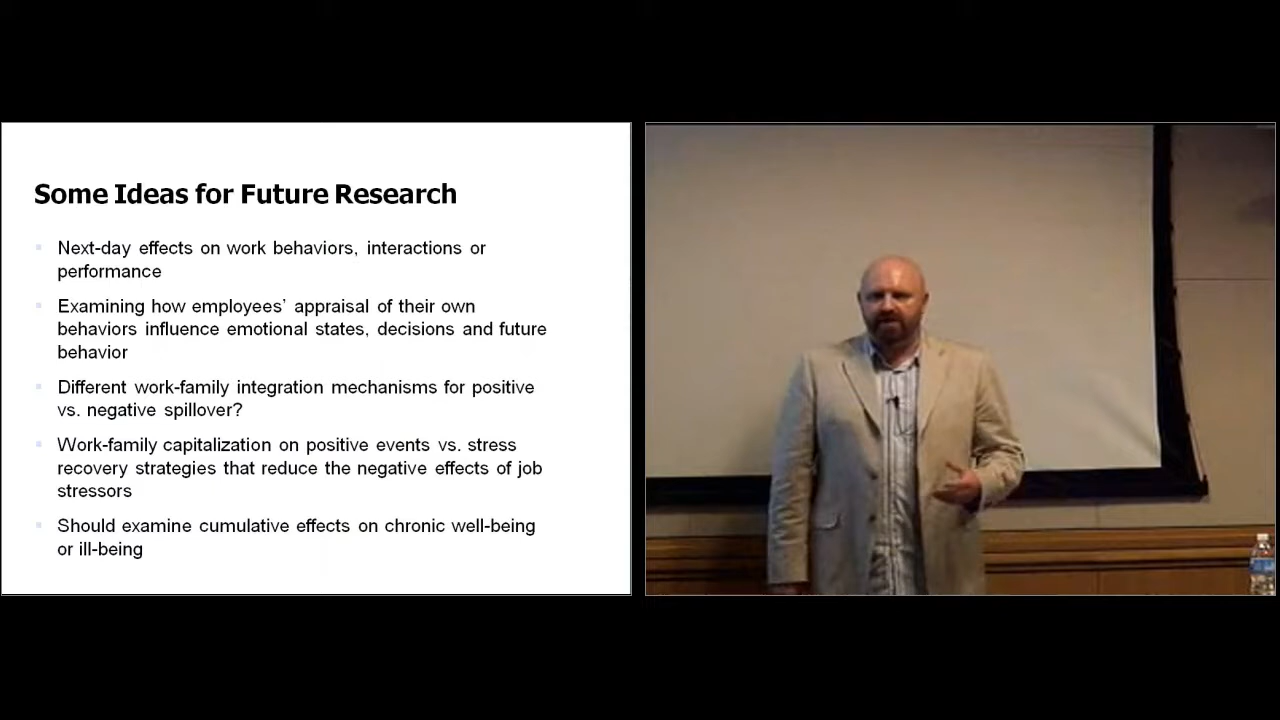 Some Ideas for Future Research
Next-day effects on work behaviors, interactions or
performance
Examining how employees’ appraisal of their own
behaviors influence emotional states, decisions and future
behavior
Different work-family integration mechanisms for positive
vs. negative spillover?
Work-family capitalization on positive events vs. stress
recovery strategies that reduce the negative effects of job
stressors
Should examine cumulative effects on chronic well-being
or ill-being